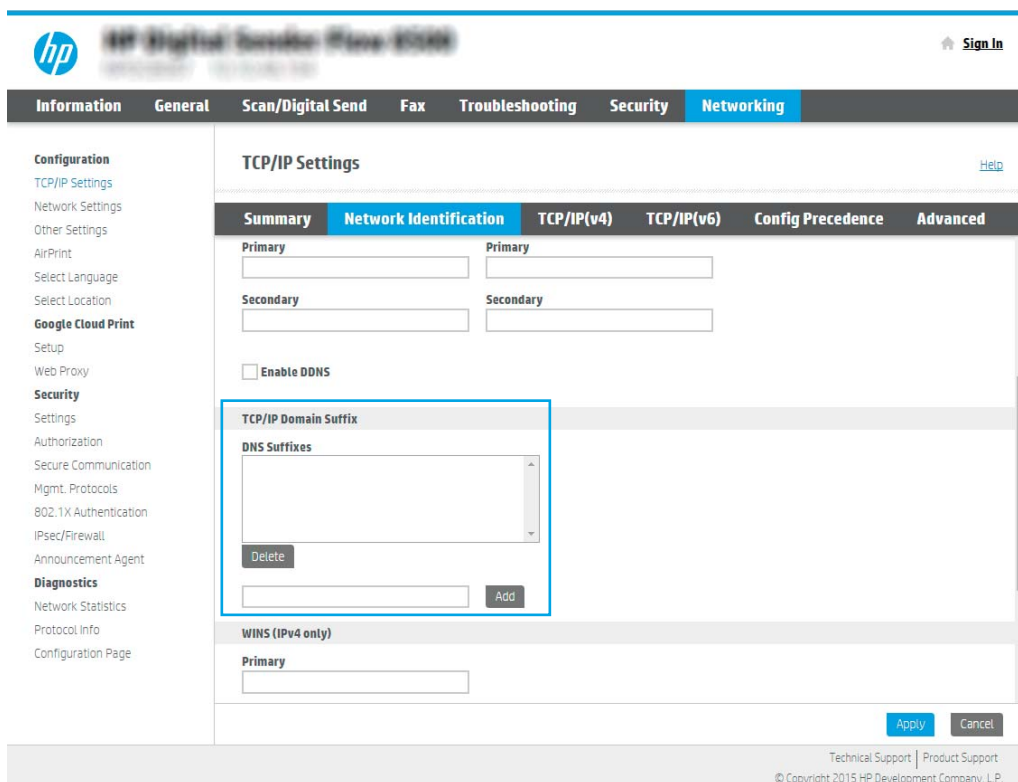 hp
Sign In
Information General Scan/Digital Send Fax Troubleshooting Security Networking
Configuration
TCP/IP Settings
Network Settings
Other Settings
AirPrint
Select Language
Select Location
Google Cloud Print
Setup
Web Proxy
Security
Settings
Authorization
Secure Communication
Mgmt. Protocols
802.1X Authentication
IPsec/Firewall
Announcement Agent
Diagnostics
Network Statistics
Protocol Info
Configuration Page
TCP/IP Settings
Help
Summary Network Identification TCP/IP(v4) TCP/IP(v6) Config Precedence Advanced
Primary Primary
Secondary Secondary
Enable DDNS
TCP/IP Domain Suffix
DNS Suffixes
Delete
Add
WINS (IPv4 only)
Primary
Apply Cancel
Technical Support | Product Support
© Copyright 2015 HP Development Company, L.P.